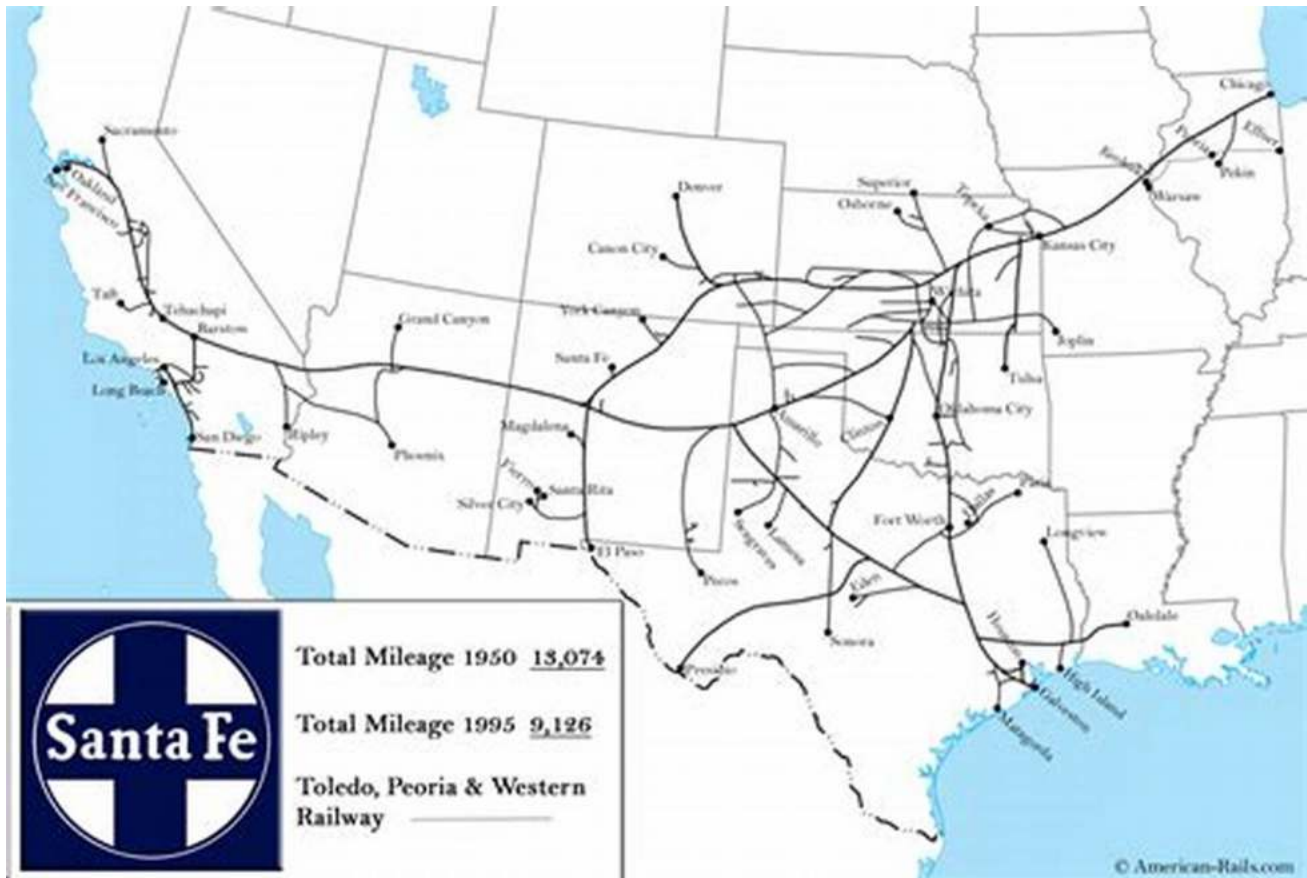 Chicago
Sacramento
Effner
Peoria
Keokuk
Pekin
Oakland
San Francisco
Denver
Superior
Topeka
Warsaw
Osborne
Kansas City
Canon City
Taft
Wichita
Tehachapi
York Canyon
Grand Canyon
Barstow
Joplin
Los Angeles
Santa Fe
Tulsa
Long Beach
Oklahoma City
Amarillo
Magdalena
Clinton
San Diego
Ripley
Phoenix
Fierro
Santa Rita
Paris
Silver City
Dallas
Fort Worth
Seagraves
Lamesa
Longview
El Paso
Pecos
Eden
Oakdale
Houston
Sonora
Presidio
High Island
Galveston
Matagorda
Total Mileage 1950 13,074
Santa Fe
Total Mileage 1995 9,126
Toledo, Peoria & Western
Railway
© American-Rails.com